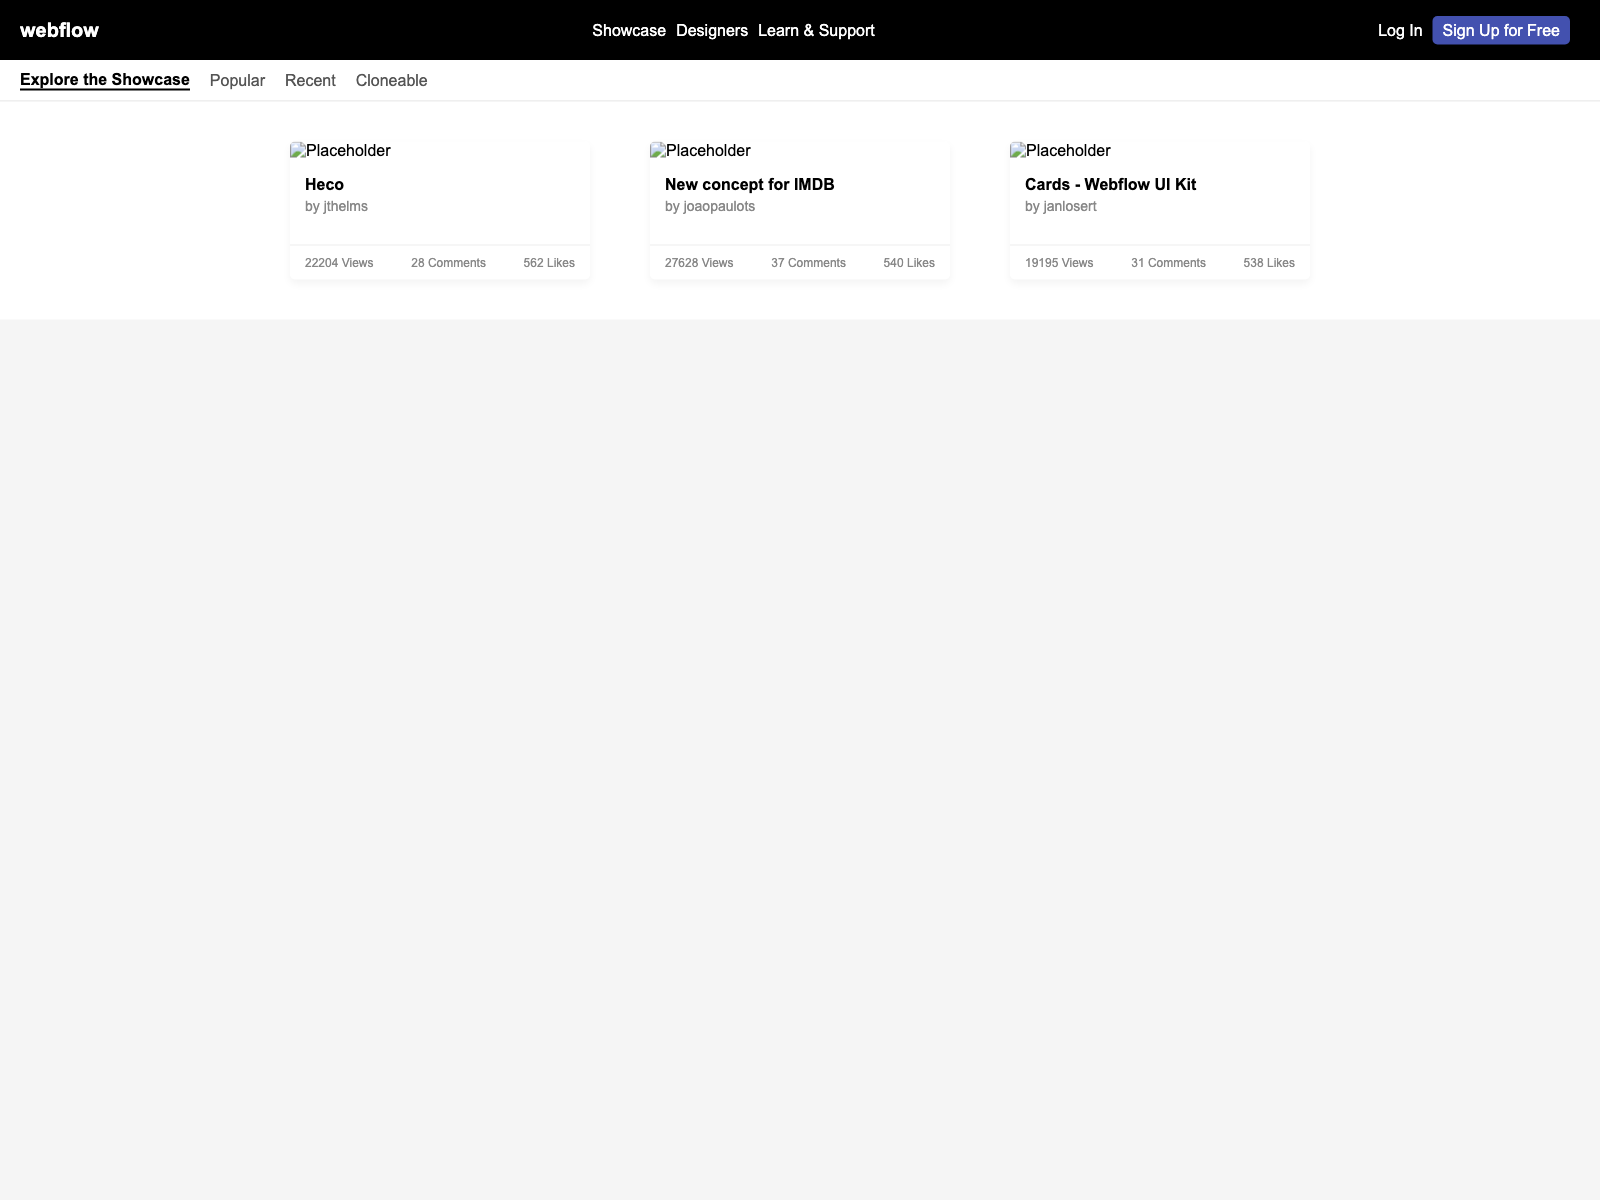 webflow
Showcase Designers Learn & Support
Log In
Sign Up for Free
Explore the Showcase Popular Recent Cloneable
Placeholder
Heco
by jthelms
22204 Views 28 Comments 562 Likes
Placeholder
New concept for IMDB
by joaopaulots
27628 Views 37 Comments 540 Likes
Placeholder
Cards - Webflow UI Kit
by janlosert
19195 Views 31 Comments 538 Likes